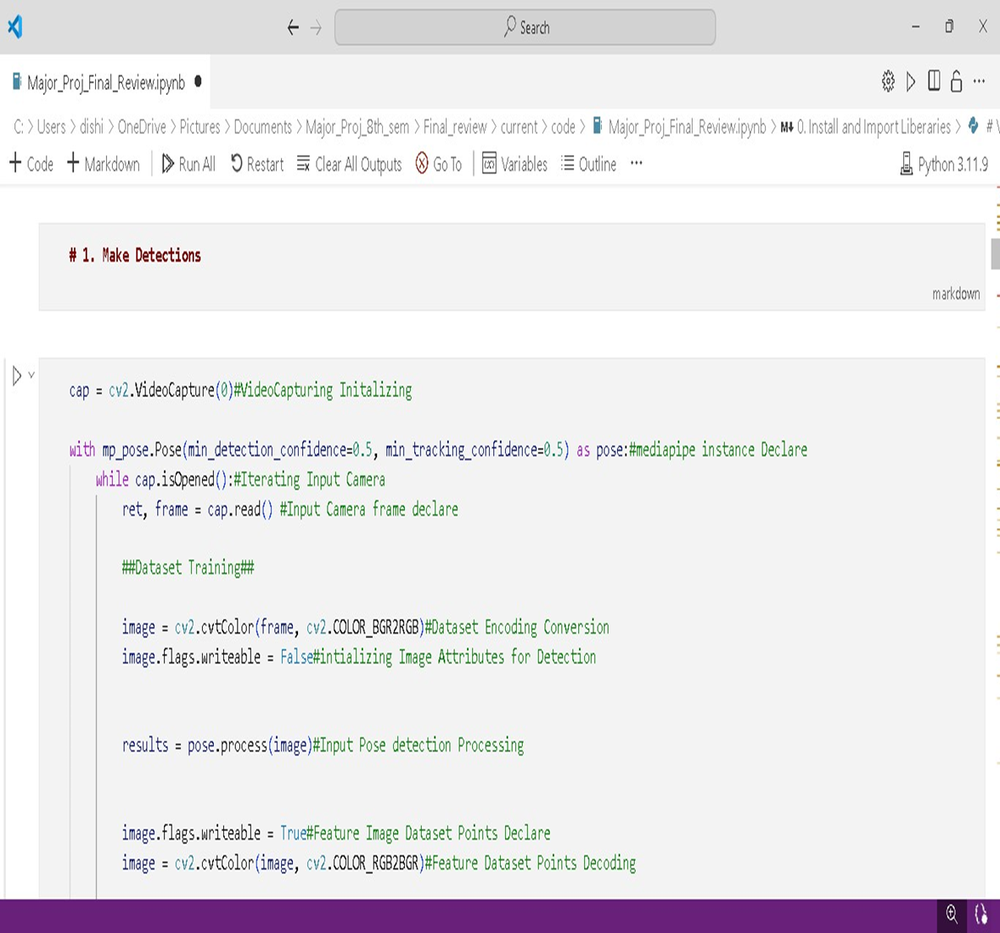 Search
Major_Proj_Final_Review.ipynb
C: > Users > dishi > OneDrive > Pictures > Documents > Major_Proj_8th_sem > Final_review > current > code > Major_Proj_Final_Review.ipynb > M↓ 0. Install and Import Liberaries > #
+ Code + Markdown Run All Restart Clear All Outputs Go To Variables Outline ... Python 3.11.9
# 1. Make Detections
markdown
cap = cv2.VideoCapture(0)#VideoCapturing Initalizing
with mp_pose.Pose(min_detection_confidence=0.5, min_tracking_confidence=0.5) as pose:#mediapipe instance Declare
while cap.isOpened():#Iterating Input Camera
ret, frame = cap.read() #Input Camera frame declare
##Dataset Training##
image = cv2.cvtColor(frame, cv2.COLOR_BGR2RGB)#Dataset Encoding Conversion
image.flags.writeable = False#intializing Image Attributes for Detection
results = pose.process(image)#Input Pose detection Processing
image.flags.writeable = True#Feature Image Dataset Points Declare
image = cv2.cvtColor(image, cv2.COLOR_RGB2BGR)#Feature Dataset Points Decoding